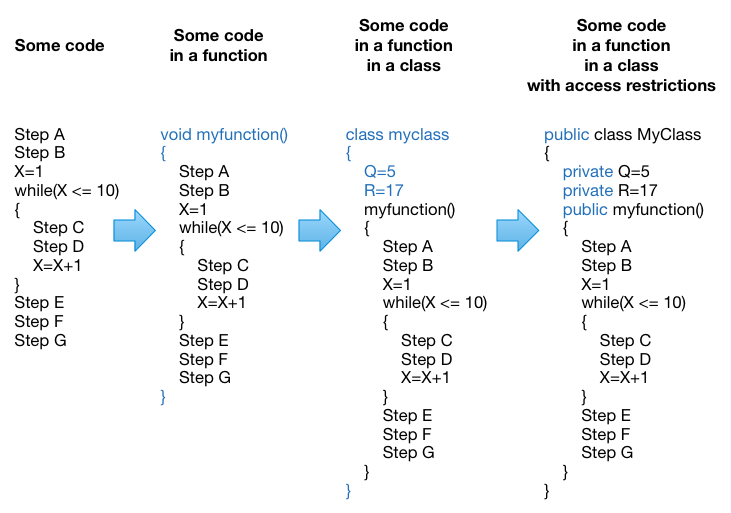 Some code
Step A
Step B
X=1
while(X <= 10)
{
Step C
Step D
X=X+1
}
Step E
Step F
Step G
Some code
in a function
void myfunction()
{
Step A
Step B
X=1
while(X <= 10)
{
Step C
Step D
X=X+1
}
Step E
Step F
Step G
}
Some code
in a function
in a class
class myclass
{
Q=5
R=17
myfunction()
{
Step A
Step B
X=1
while(X <= 10)
{
Step C
Step D
X=X+1
}
Step E
Step F
Step G
}
}
Some code
in a function
in a class
with access restrictions
public class MyClass
{
private Q=5
private R=17
public myfunction()
{
Step A
Step B
X=1
while(X <= 10)
{
Step C
Step D
X=X+1
}
Step E
Step F
Step G
}
}